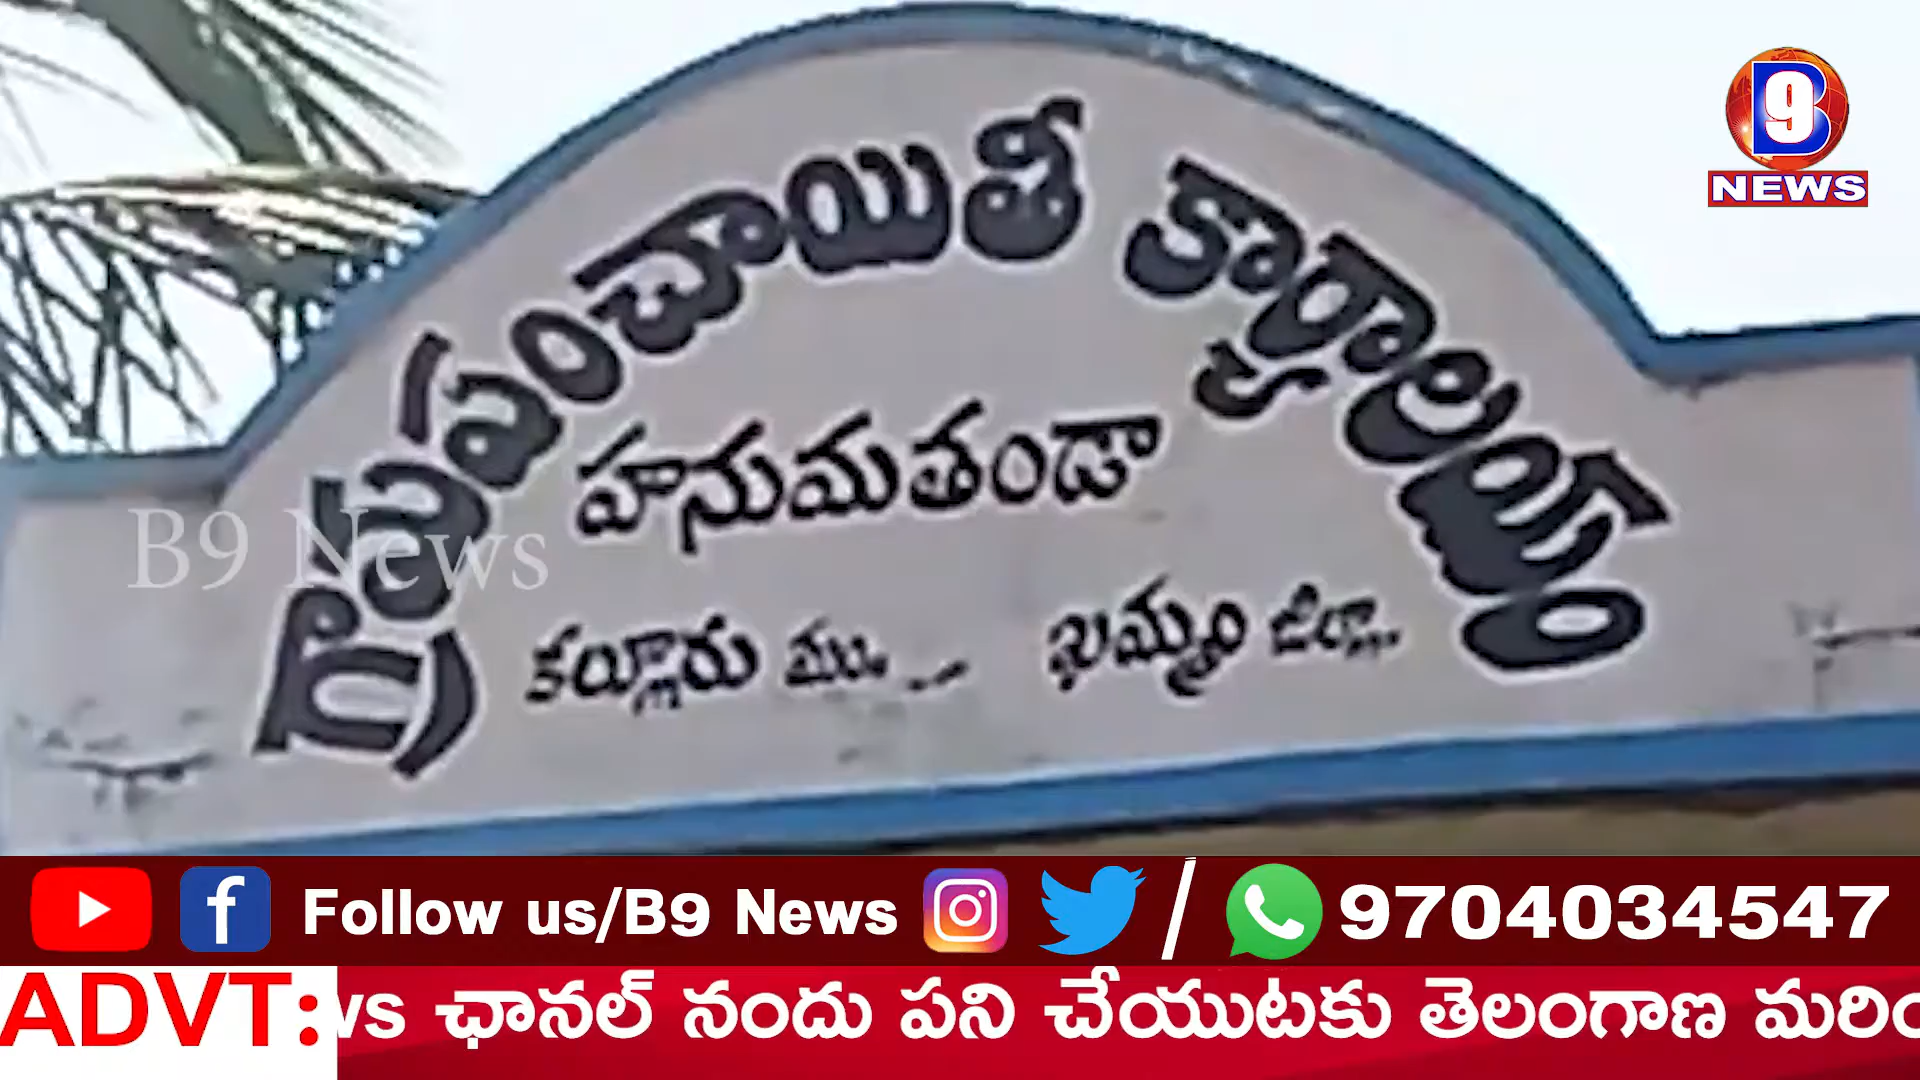 B9
NEWS
గ్రామపంచాయితీ కార్యాలయం
హనుమతండా
B9 News
కల్లూరు మం.. ఖమ్మం జిల్లా.
Follow us/B9 News / 9704034547
ADVT: vs ఛానల్ నందు పని చేయుటకు తెలంగాణ మరిం